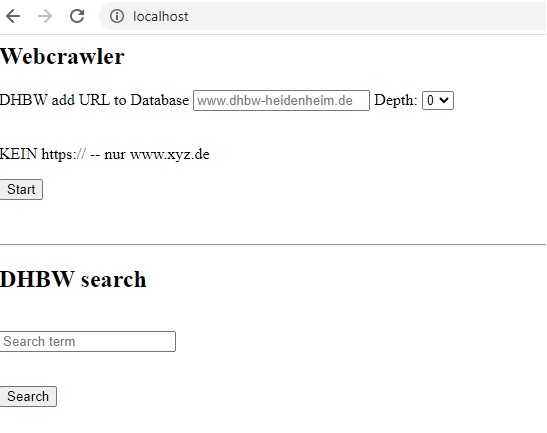 localhost
Webcrawler
DHBW add URL to Database www.dhbw-heidenheim.de Depth: 0
KEIN https:// -- nur www.xyz.de
Start
DHBW search
Search term
Search